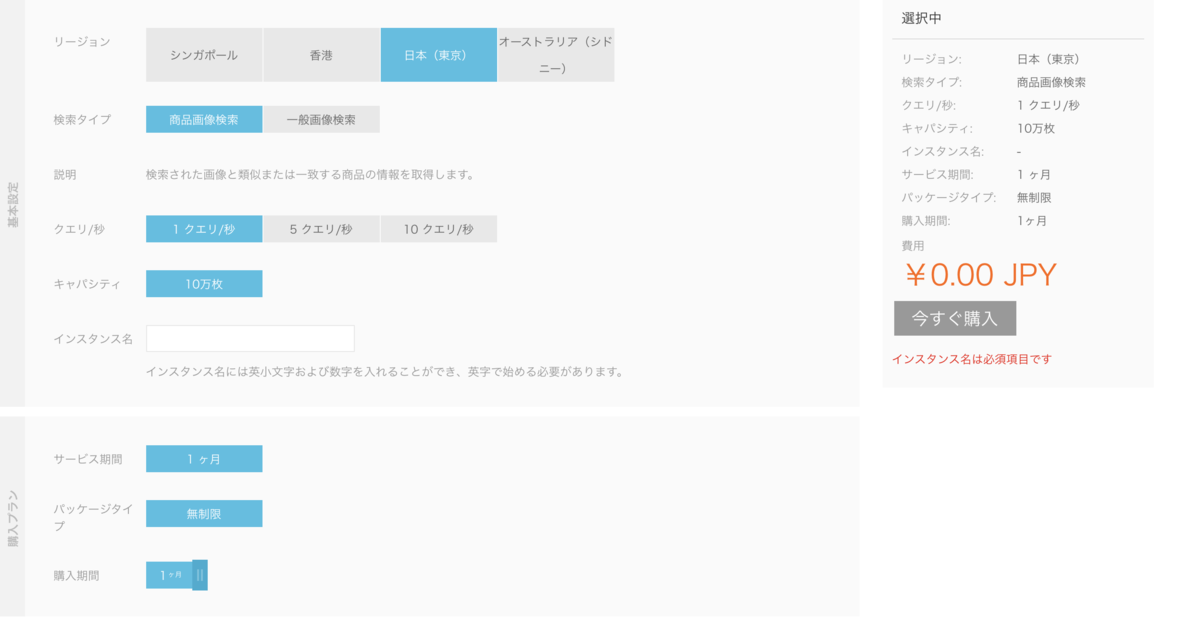 基本設定
リージョン
シンガポール
香港
日本（東京）
オーストラリア（シド
ニー）
検索タイプ
商品画像検索
一般画像検索
説明
検索された画像と類似または一致する商品の情報を取得します。
クエリ/秒
1 クエリ/秒
5 クエリ/秒
10 クエリ/秒
キャパシティ
10万枚
インスタンス名
インスタンス名には英小文字および数字を入れることができ、英字で始める必要があります。
購入プラン
サービス期間
1 ヶ月
パッケージタイ
プ
無制限
購入期間
1 ヶ月
選択中
リージョン: 日本（東京）
検索タイプ: 商品画像検索
クエリ/秒: 1 クエリ/秒
キャパシティ: 10万枚
インスタンス名: -
サービス期間: 1 ヶ月
パッケージタイプ: 無制限
購入期間: 1ヶ月
費用
￥0.00 JPY
今すぐ購入
インスタンス名は必須項目です